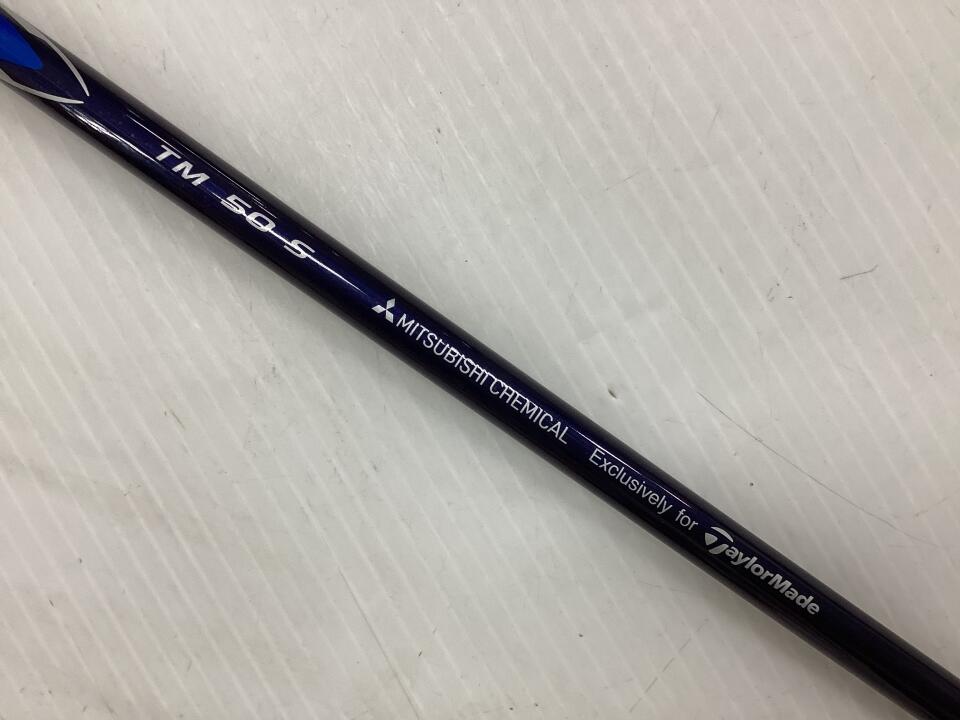 TM 50 S MITSUBISHI CHEMICAL Exclusively for TaylorMade